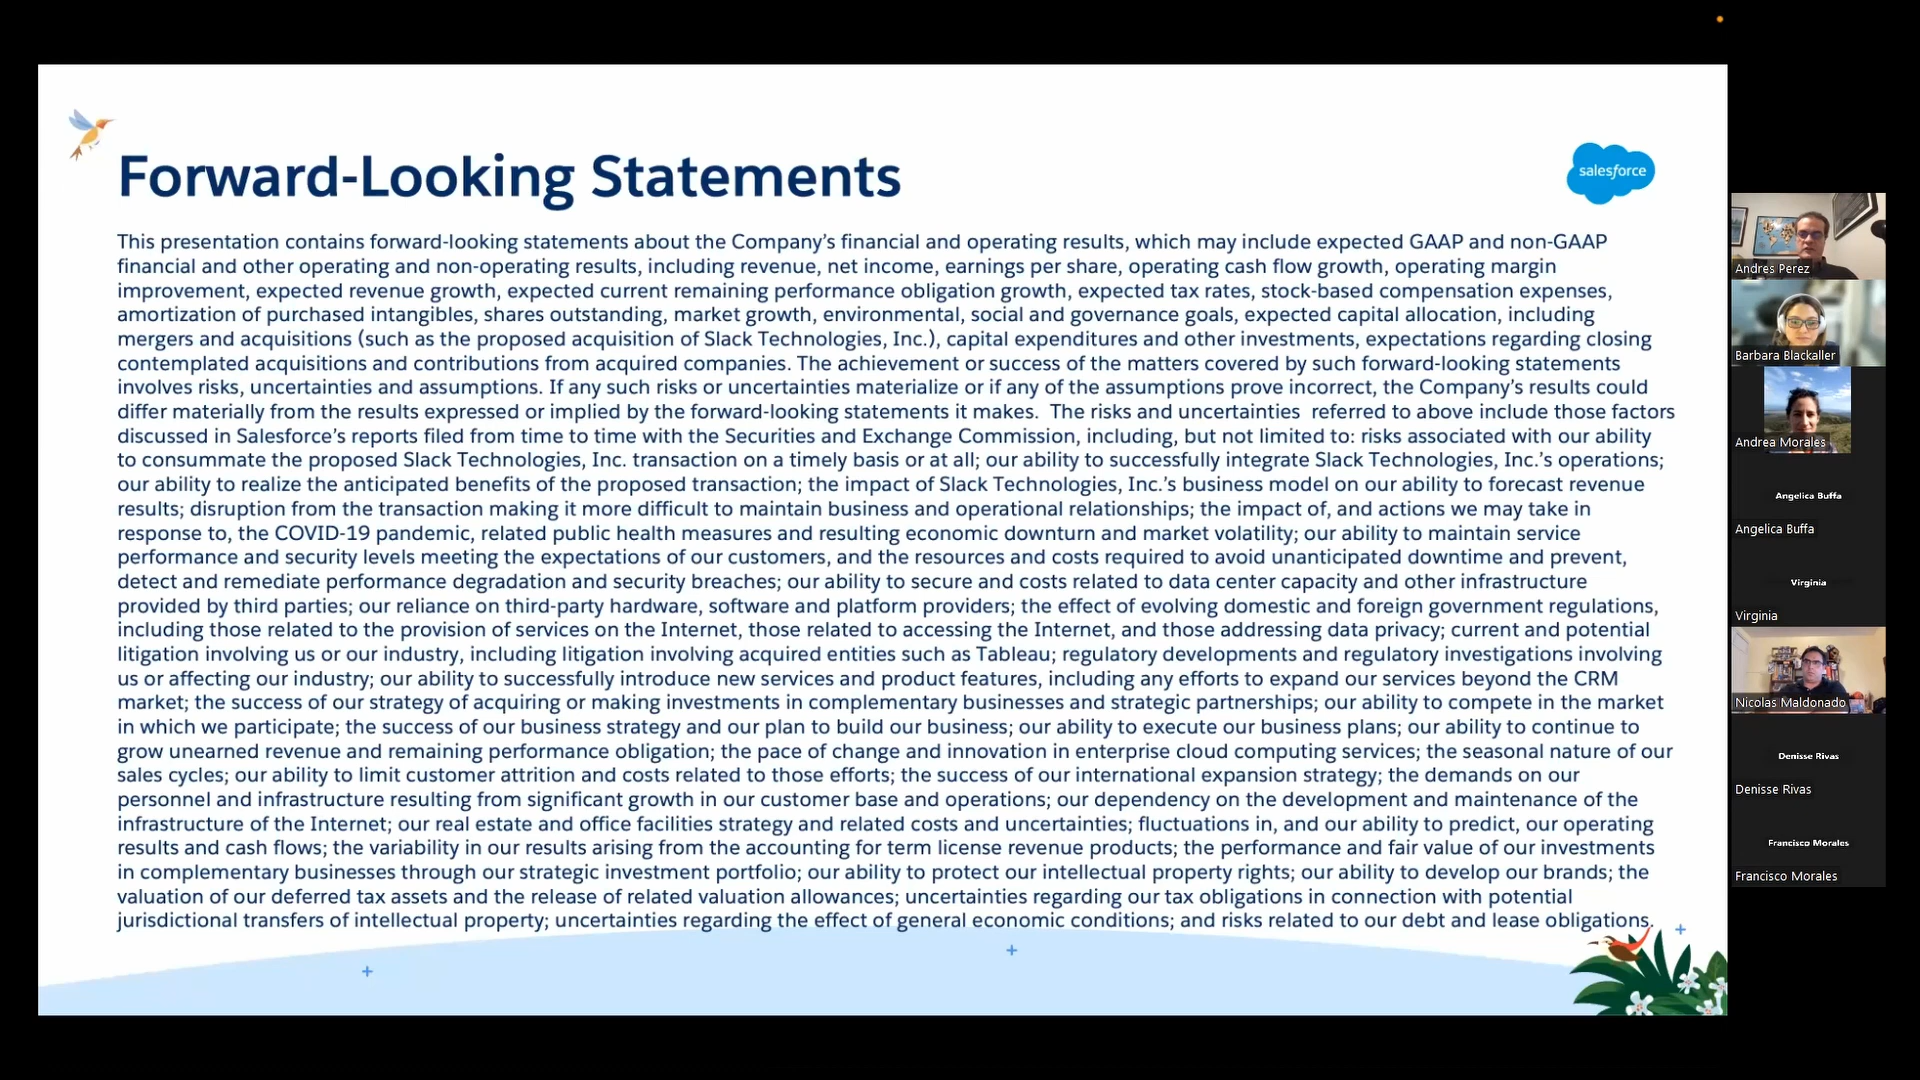 Forward-Looking Statements
salesforce
This presentation contains forward-looking statements about the Company’s financial and operating results, which may include expected GAAP and non-GAAP
financial and other operating and non-operating results, including revenue, net income, earnings per share, operating cash flow growth, operating margin
improvement, expected revenue growth, expected current remaining performance obligation growth, expected tax rates, stock-based compensation expenses,
amortization of purchased intangibles, shares outstanding, market growth, environmental, social and governance goals, expected capital allocation, including
mergers and acquisitions (such as the proposed acquisition of Slack Technologies, Inc.), capital expenditures and other investments, expectations regarding closing
contemplated acquisitions and contributions from acquired companies. The achievement or success of the matters covered by such forward-looking statements
involves risks, uncertainties and assumptions. If any such risks or uncertainties materialize or if any of the assumptions prove incorrect, the Company’s results could
differ materially from the results expressed or implied by the forward-looking statements it makes.  The risks and uncertainties  referred to above include those factors
discussed in Salesforce’s reports filed from time to time with the Securities and Exchange Commission, including, but not limited to: risks associated with our ability
to consummate the proposed Slack Technologies, Inc. transaction on a timely basis or at all; our ability to successfully integrate Slack Technologies, Inc.’s operations;
our ability to realize the anticipated benefits of the proposed transaction; the impact of Slack Technologies, Inc.’s business model on our ability to forecast revenue
results; disruption from the transaction making it more difficult to maintain business and operational relationships; the impact of, and actions we may take in
response to, the COVID-19 pandemic, related public health measures and resulting economic downturn and market volatility; our ability to maintain service
performance and security levels meeting the expectations of our customers, and the resources and costs required to avoid unanticipated downtime and prevent,
detect and remediate performance degradation and security breaches; our ability to secure and costs related to data center capacity and other infrastructure
provided by third parties; our reliance on third-party hardware, software and platform providers; the effect of evolving domestic and foreign government regulations,
including those related to the provision of services on the Internet, those related to accessing the Internet, and those addressing data privacy; current and potential
litigation involving us or our industry, including litigation involving acquired entities such as Tableau; regulatory developments and regulatory investigations involving
us or affecting our industry; our ability to successfully introduce new services and product features, including any efforts to expand our services beyond the CRM
market; the success of our strategy of acquiring or making investments in complementary businesses and strategic partnerships; our ability to compete in the market
in which we participate; the success of our business strategy and our plan to build our business; our ability to execute our business plans; our ability to continue to
grow unearned revenue and remaining performance obligation; the pace of change and innovation in enterprise cloud computing services; the seasonal nature of our
sales cycles; our ability to limit customer attrition and costs related to those efforts; the success of our international expansion strategy; the demands on our
personnel and infrastructure resulting from significant growth in our customer base and operations; our dependency on the development and maintenance of the
infrastructure of the Internet; our real estate and office facilities strategy and related costs and uncertainties; fluctuations in, and our ability to predict, our operating
results and cash flows; the variability in our results arising from the accounting for term license revenue products; the performance and fair value of our investments
in complementary businesses through our strategic investment portfolio; our ability to protect our intellectual property rights; our ability to develop our brands; the
valuation of our deferred tax assets and the release of related valuation allowances; uncertainties regarding our tax obligations in connection with potential
jurisdictional transfers of intellectual property; uncertainties regarding the effect of general economic conditions; and risks related to our debt and lease obligations.
Andres Perez
Barbara Blackaller
Andrea Morales
Angelica Buffa
Angelica Buffa
Virginia
Virginia
Nicolas Maldonado
Denisse Rivas
Denisse Rivas
Francisco Morales
Francisco Morales